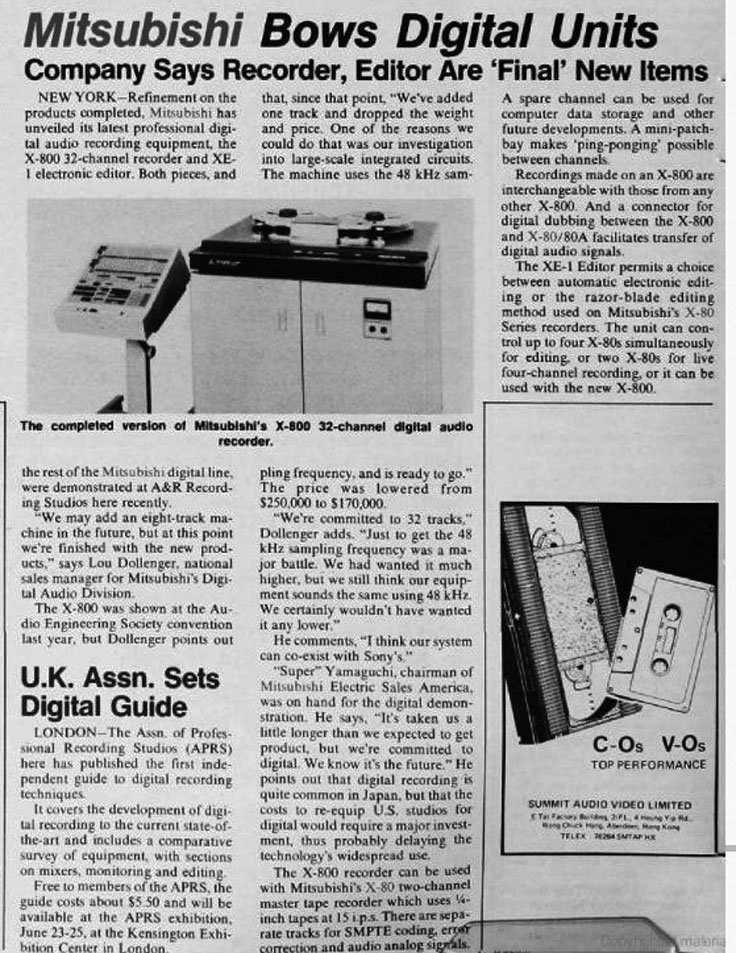 Mitsubishi Bows Digital Units
Company Says Recorder, Editor Are ‘Final’ New Items
NEW YORK—Refinement on the
products completed, Mitsubishi has
unveiled its latest professional digi-
tal audio recording equipment, the
X-800 32-channel recorder and XE-
1 electronic editor. Both pieces, and
the rest of the Mitsubishi digital line,
were demonstrated at A&R Record-
ing Studios here recently.
“We may add an eight-track ma-
chine in the future, but at this point
we're finished with the new prod-
ucts,” says Lou Dollenger, national
sales manager for Mitsubishi's Digi-
tal Audio Division.
The X-800 was shown at the Au-
dio Engineering Society convention
last year, but Dollenger points out
that, since that point, “We've added
one track and dropped the weight
and price. One of the reasons we
could do that was our investigation
into large-scale integrated circuits.
The machine uses the 48 kHz sam-
pling frequency, and is ready to go.”
The price was lowered from
$250,000 to $170,000.
“We're committed to 32 tracks,”
Dollenger adds. “Just to get the 48
kHz sampling frequency was a ma-
jor battle. We had wanted it much
higher, but we still think our equip-
ment sounds the same using 48 kHz.
We certainly wouldn't have wanted
it any lower.”
He comments, “I think our system
can co-exist with Sony's.”
“Super” Yamaguchi, chairman of
Mitsubishi Electric Sales America,
was on hand for the digital demon-
stration. He says, “It's taken us a
little longer than we expected to get
product, but we're committed to
digital. We know it's the future.” He
points out that digital recording is
quite common in Japan, but that the
costs to re-equip U.S. studios for
digital would require a major invest-
ment, thus probably delaying the
technology's widespread use.
The X-800 recorder can be used
with Mitsubishi's X-80 two-channel
master tape recorder which uses ¼-
inch tapes at 15 i.p.s. There are sepa-
rate tracks for SMPTE coding, error
correction and audio analog signals.
A spare channel can be used for
computer data storage and other
future developments. A mini-patch-
bay makes ‘ping-ponging’ possible
between channels.
Recordings made on an X-800 are
interchangeable with those from any
other X-800. And a connector for
digital dubbing between the X-800
and X-80/80A facilitates transfer of
digital audio signals.
The XE-1 Editor permits a choice
between automatic electronic edit-
ing or the razor-blade editing
method used on Mitsubishi's X-80
Series recorders. The unit can con-
trol up to four X-80s simultaneously
for editing, or two X-80s for live
four-channel recording, or it can be
used with the new X-800.
The completed version of Mitsubishi's X-800 32-channel digital audio
recorder.
U.K. Assn. Sets
Digital Guide
LONDON—The Assn. of Profes-
sional Recording Studios (APRS)
here has published the first inde-
pendent guide to digital recording
techniques.
It covers the development of digi-
tal recording to the current state-of-
the-art and includes a comparative
survey of equipment, with sections
on mixers, monitoring and editing.
Free to members of the APRS, the
guide costs about $5.50 and will be
available at the APRS exhibition,
June 23-25, at the Kensington Exhi-
bition Center in London.
C-Os V-Os
TOP PERFORMANCE
SUMMIT AUDIO VIDEO LIMITED
E Tat Factory Building, 2/FL., 4 Heung Yip Rd.,
Wong Chuck Hang, Aberdeen, Hong Kong
TELEX 76264 SMTAP HX
Copyrighted materia